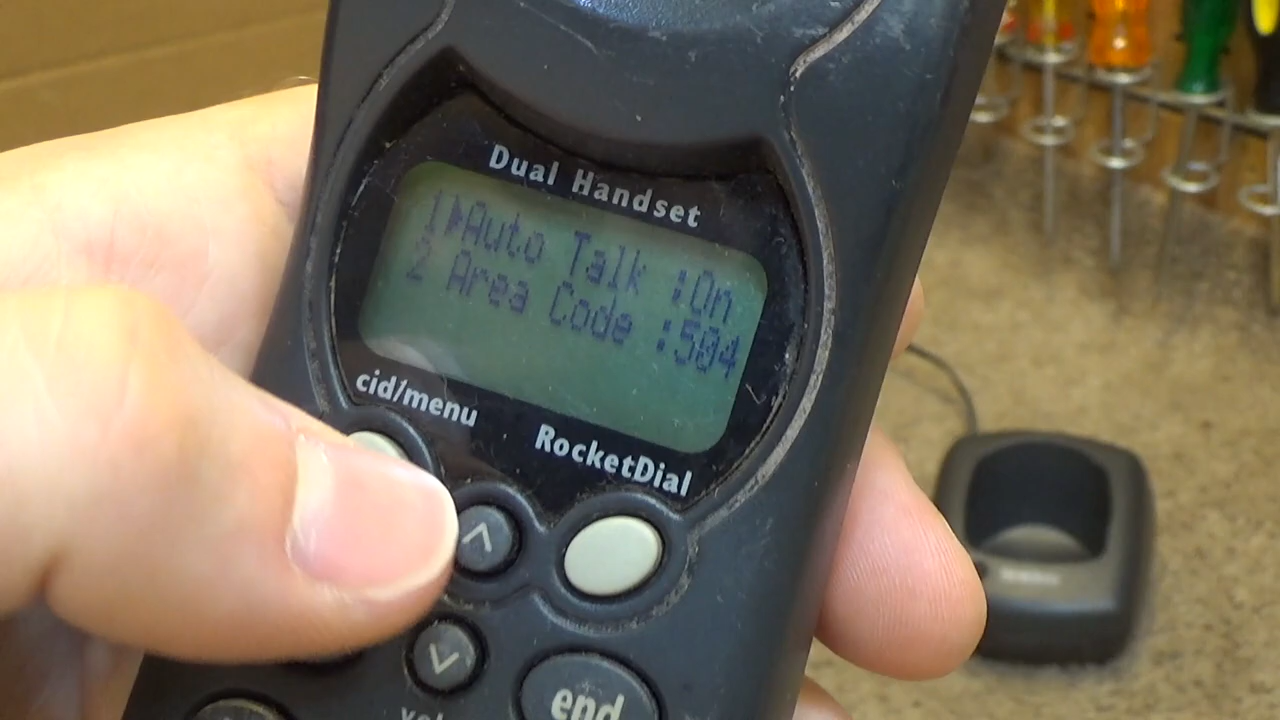 Dual Handset
1▶Auto Talk :On
2 Area Code :504
cid/menu
RocketDial
end